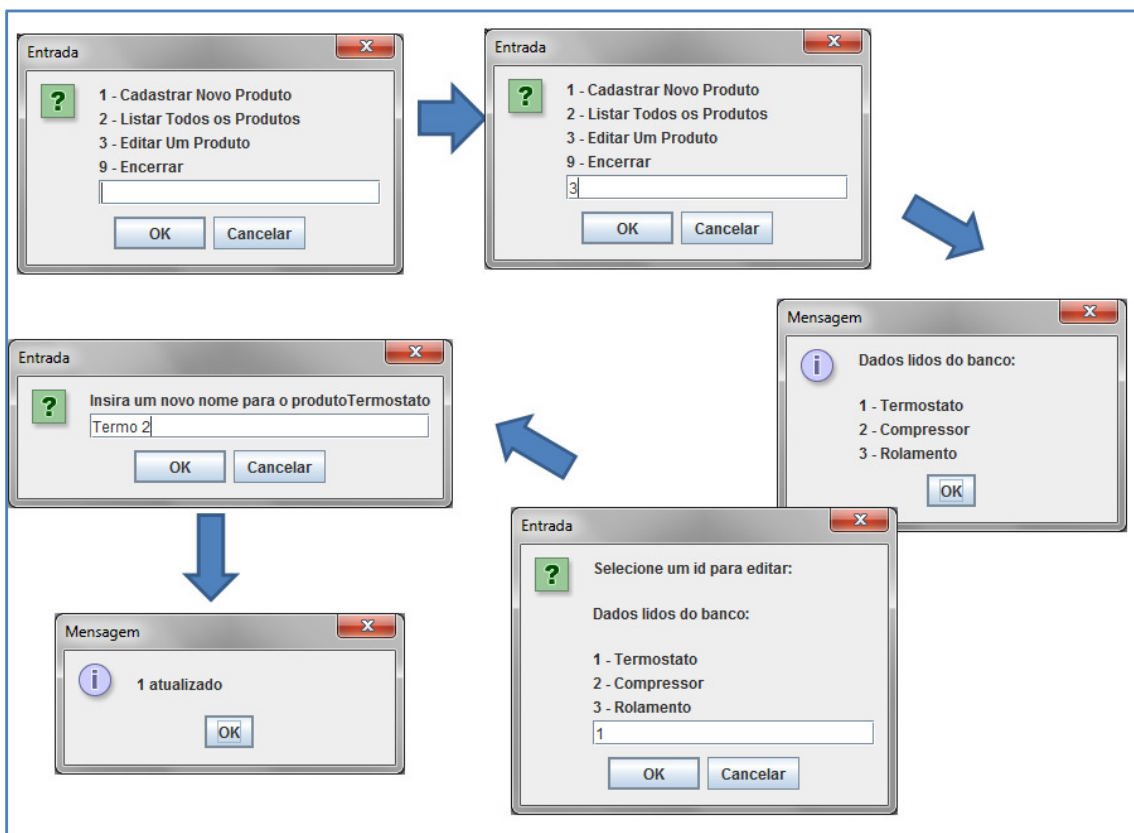 Entrada
1 - Cadastrar Novo Produto
2 - Listar Todos os Produtos
3 - Editar Um Produto
9 - Encerrar
OK
Cancelar
Entrada
1 - Cadastrar Novo Produto
2 - Listar Todos os Produtos
3 - Editar Um Produto
9 - Encerrar
3
OK
Cancelar
Mensagem
Dados lidos do banco:
1 - Termostato
2 - Compressor
3 - Rolamento
OK
Entrada
Selecione um id para editar:
Dados lidos do banco:
1 - Termostato
2 - Compressor
3 - Rolamento
1
OK
Cancelar
Entrada
Insira um novo nome para o produtoTermostato
Termo 2
OK
Cancelar
Mensagem
1 atualizado
OK